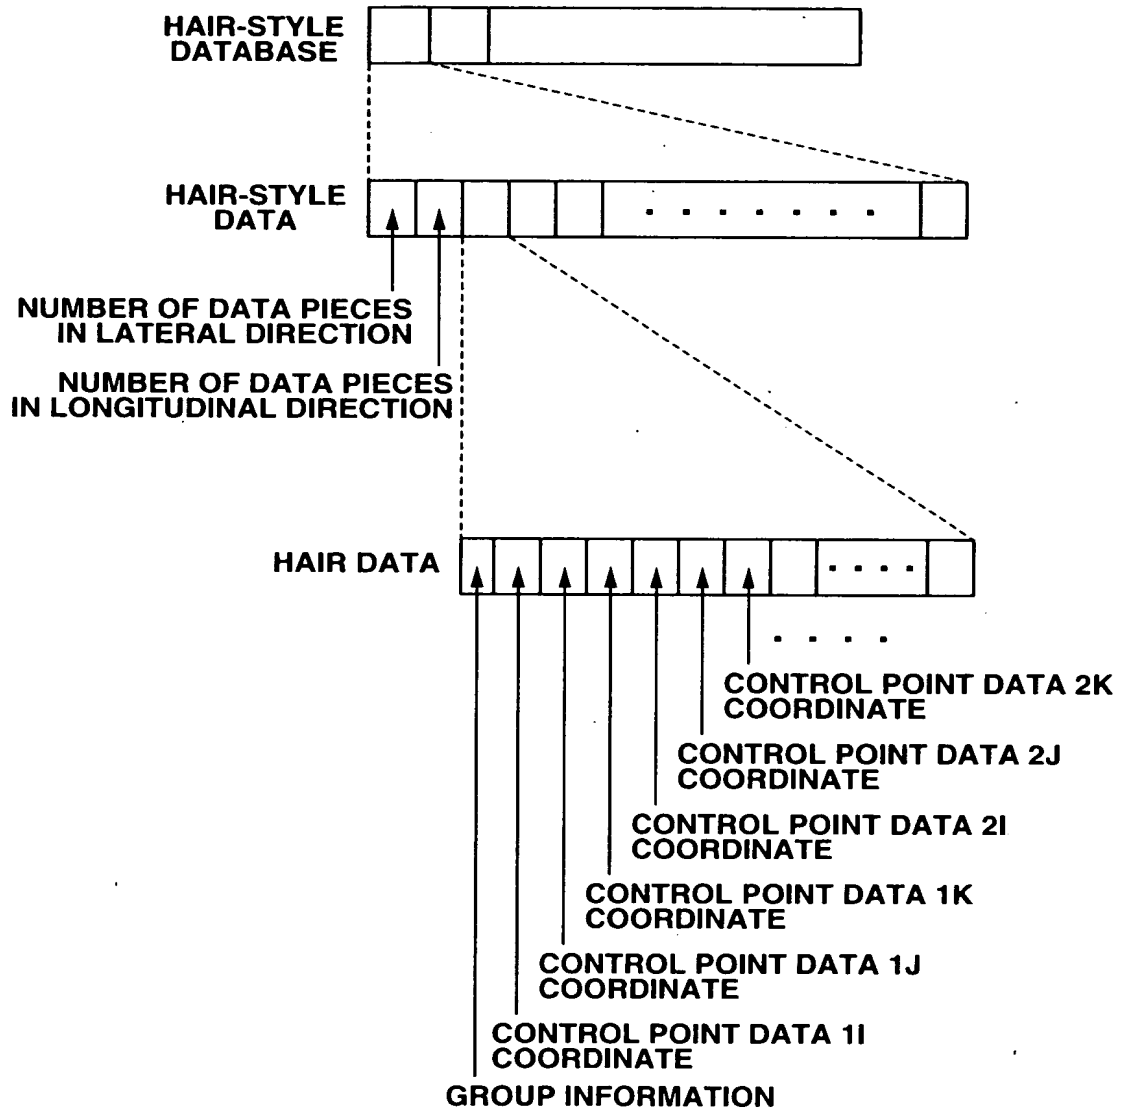 HAIR-STYLE
DATABASE
HAIR-STYLE
DATA
NUMBER OF DATA PIECES
IN LATERAL DIRECTION
NUMBER OF DATA PIECES
IN LONGITUDINAL DIRECTION
HAIR DATA
CONTROL POINT DATA 2K
COORDINATE
CONTROL POINT DATA 2J
COORDINATE
CONTROL POINT DATA 2I
COORDINATE
CONTROL POINT DATA 1K
COORDINATE
CONTROL POINT DATA 1J
COORDINATE
CONTROL POINT DATA 1I
COORDINATE
GROUP INFORMATION